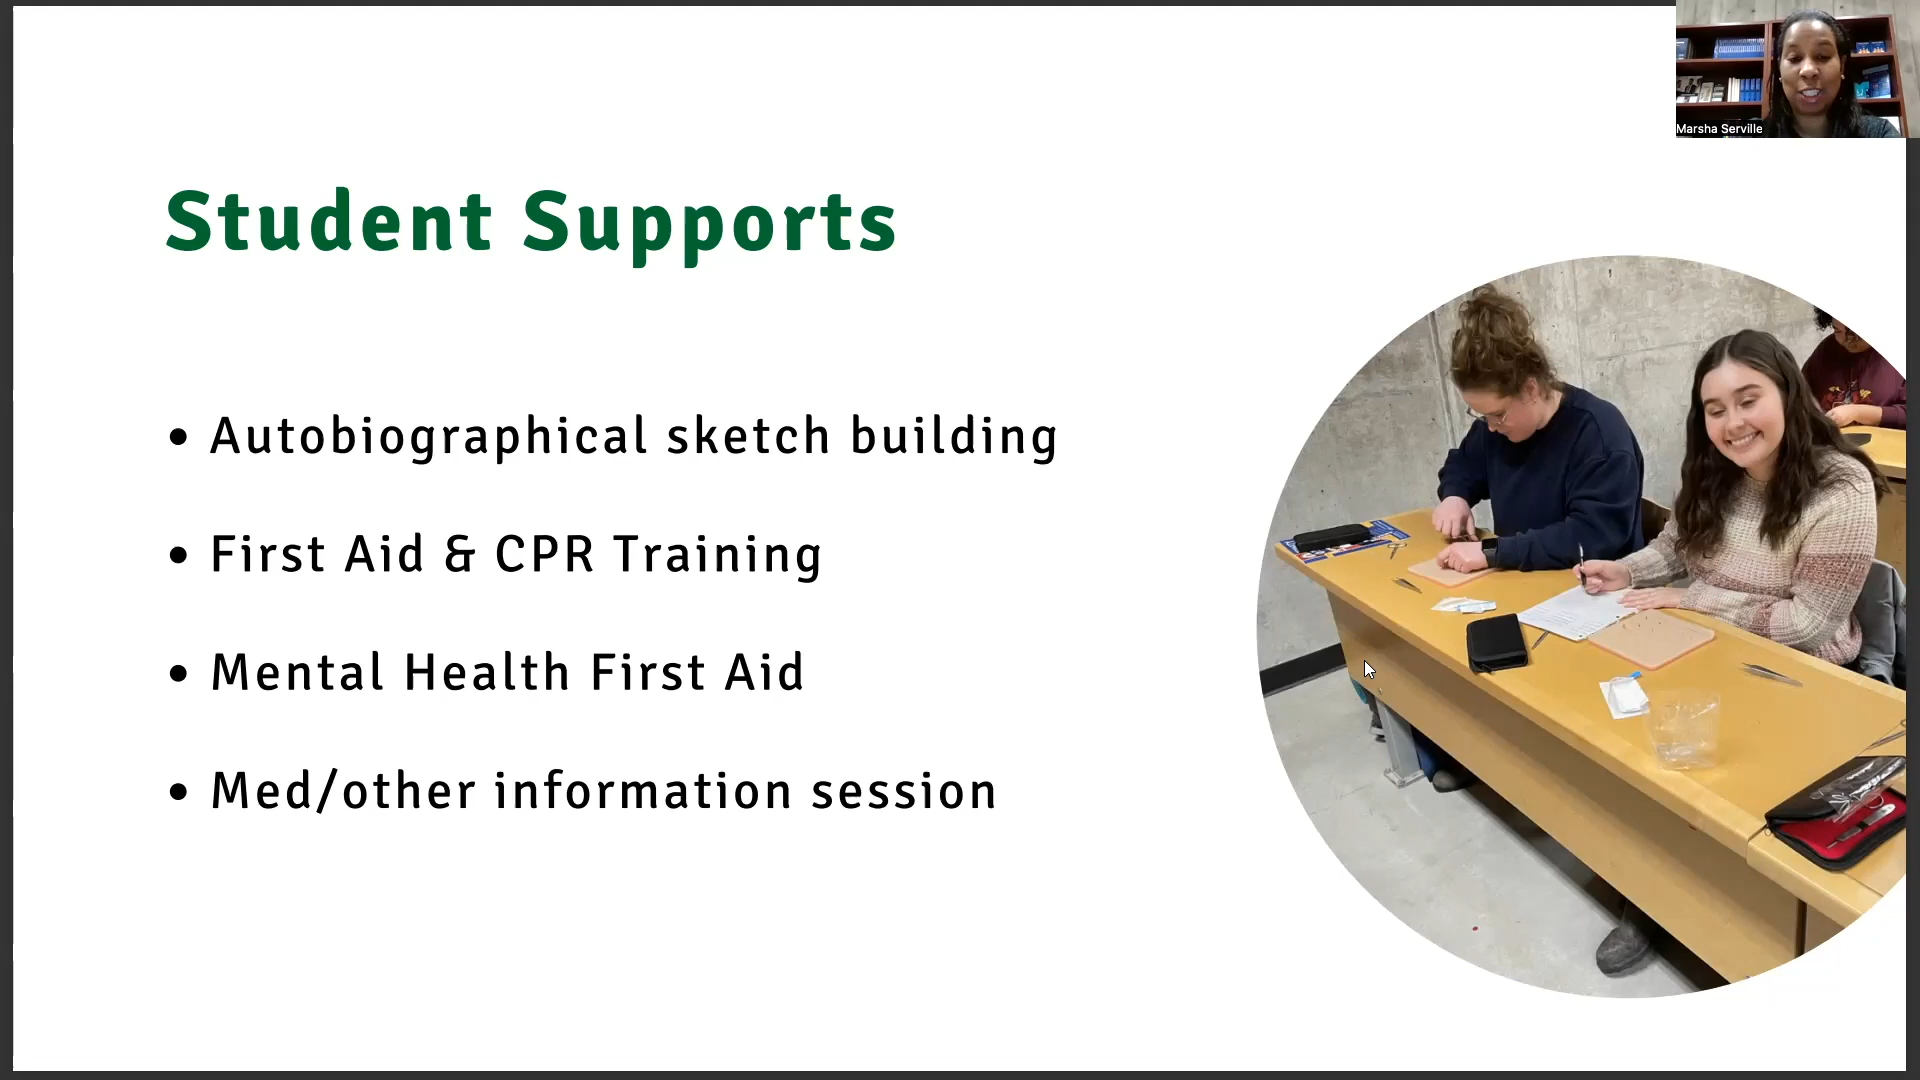 Marsha Serville
Student Supports
• Autobiographical sketch building
• First Aid & CPR Training
• Mental Health First Aid
• Med/other information session